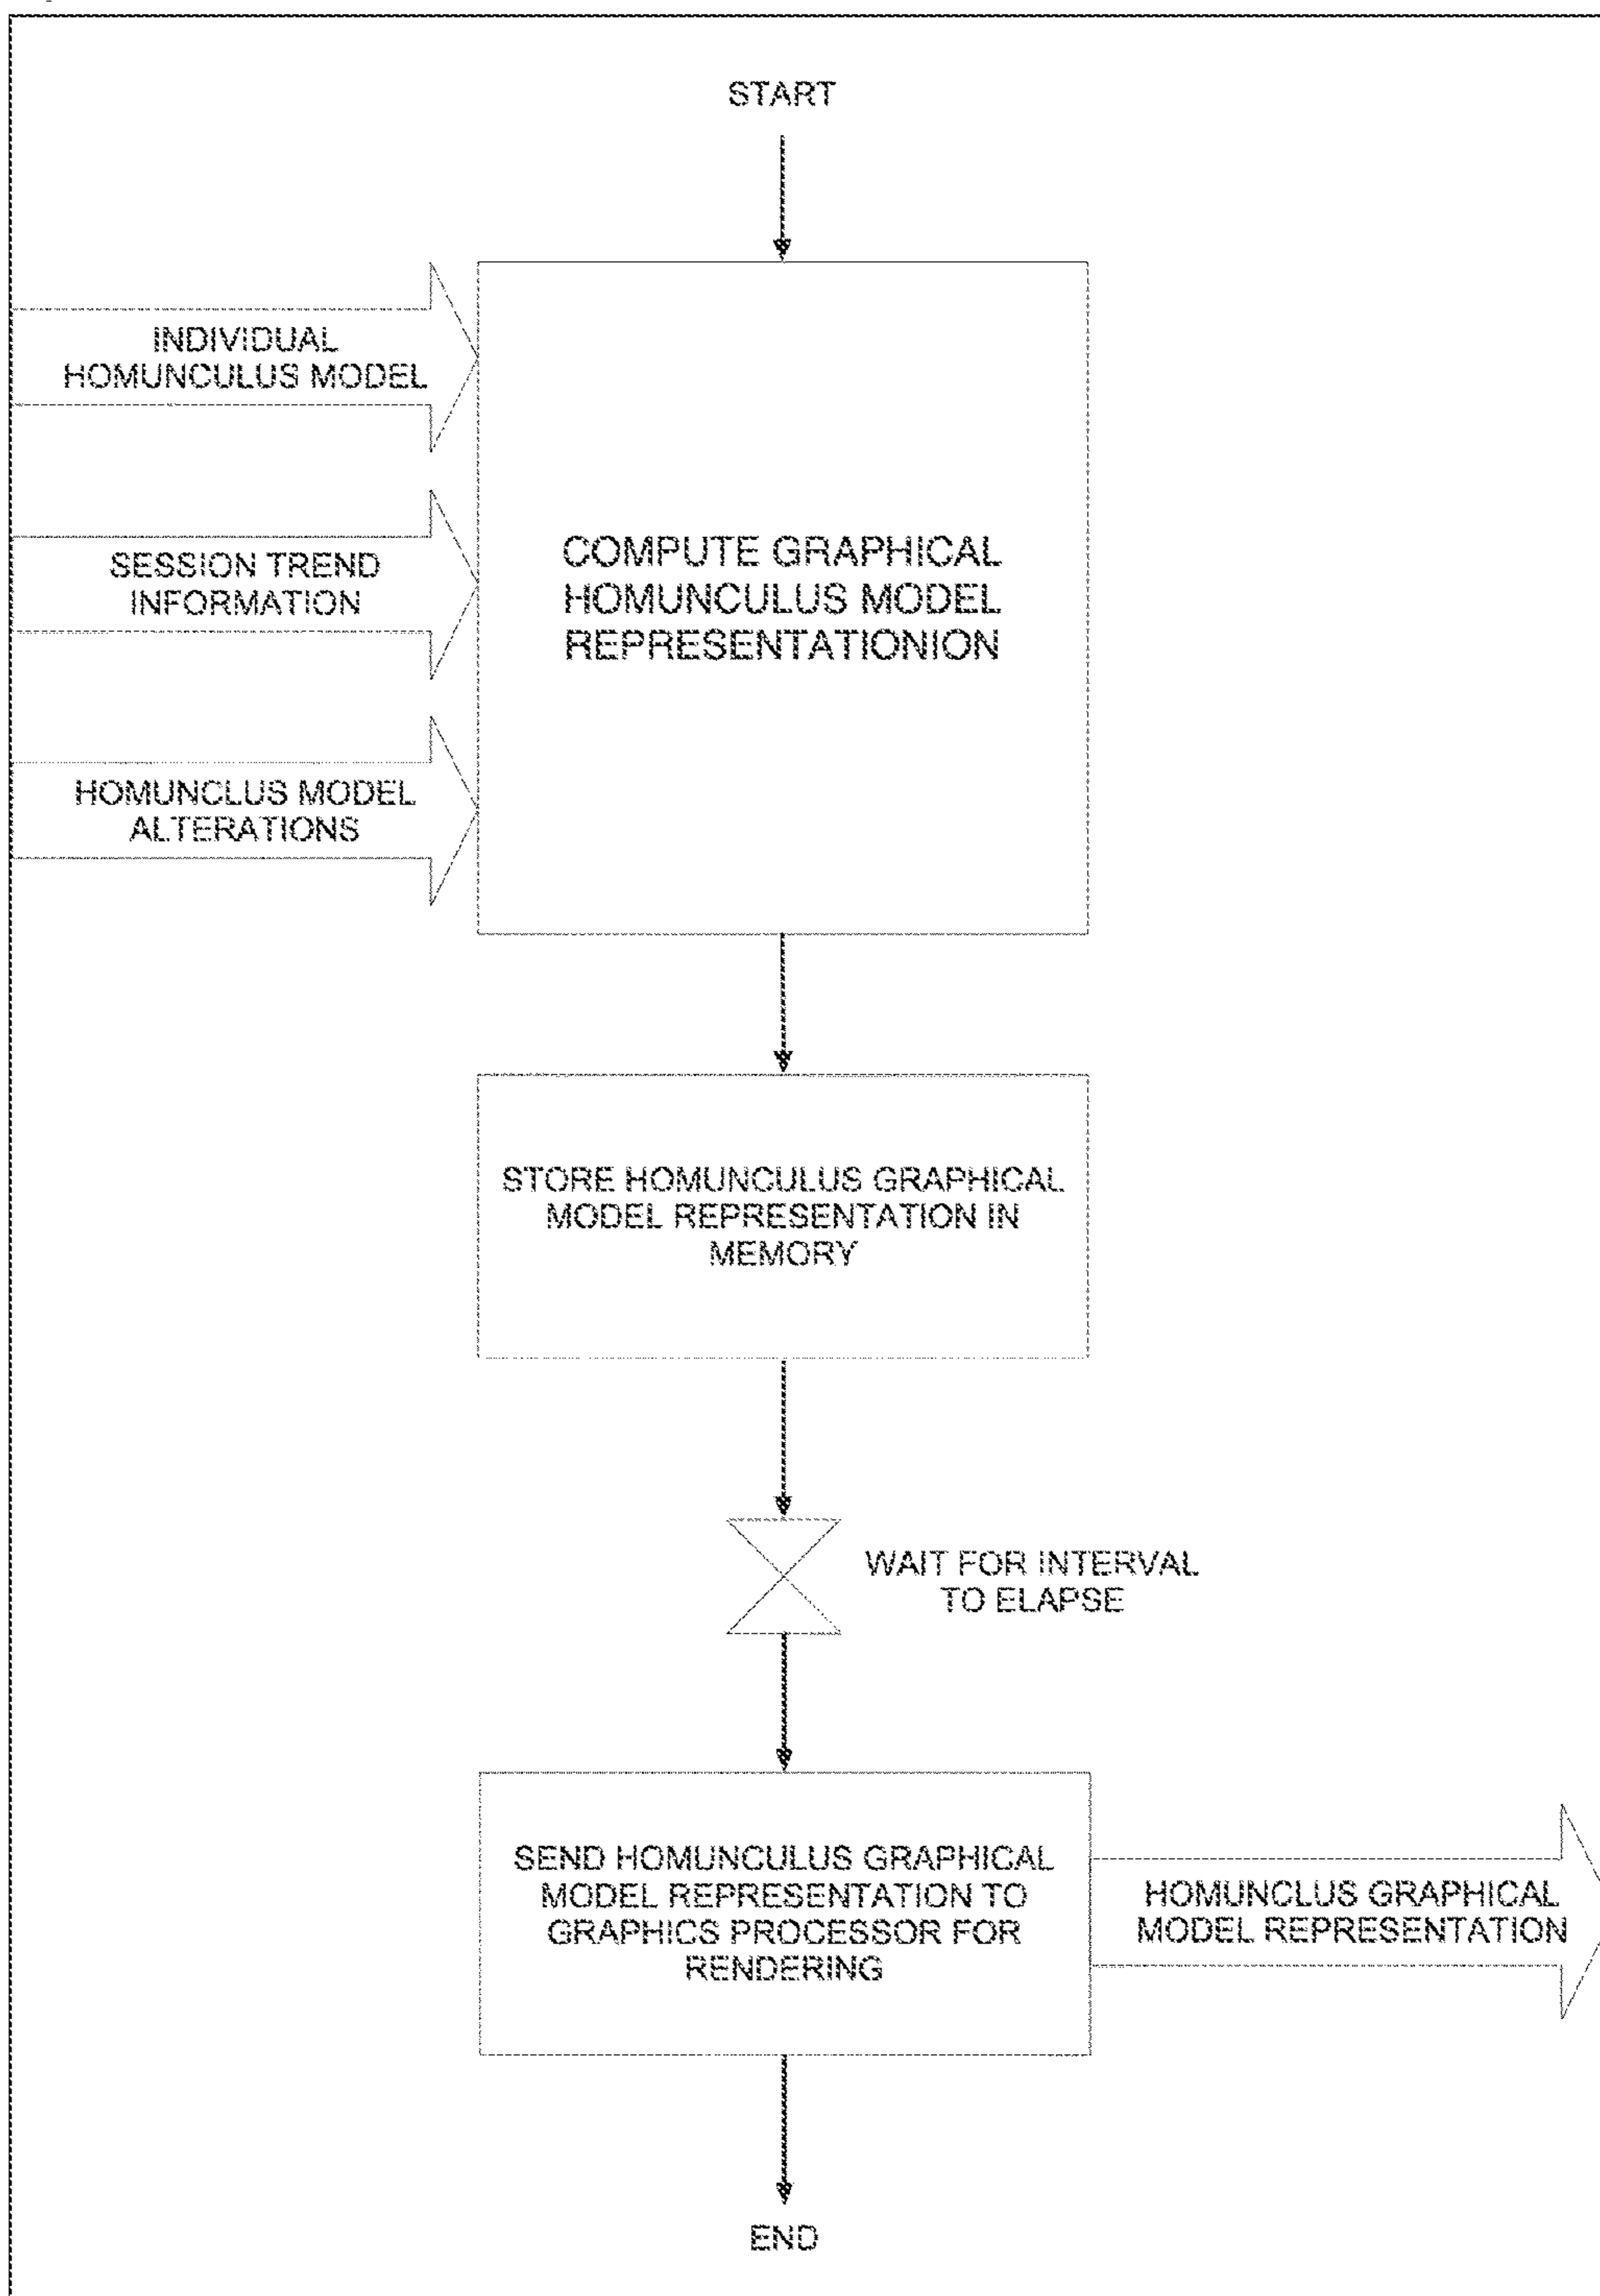 START
INDIVIDUAL
HOMUNCULUS MODEL
SESSION TREND
INFORMATION
HOMUNCLUS MODEL
ALTERATIONS
COMPUTE GRAPHICAL
HOMUNCULUS MODEL
REPRESENTATIONION
STORE HOMUNCULUS GRAPHICAL
MODEL REPRESENTATION IN
MEMORY
WAIT FOR INTERVAL
TO ELAPSE
SEND HOMUNCULUS GRAPHICAL
MODEL REPRESENTATION TO
GRAPHICS PROCESSOR FOR
RENDERING
HOMUNCLUS GRAPHICAL
MODEL REPRESENTATION
END